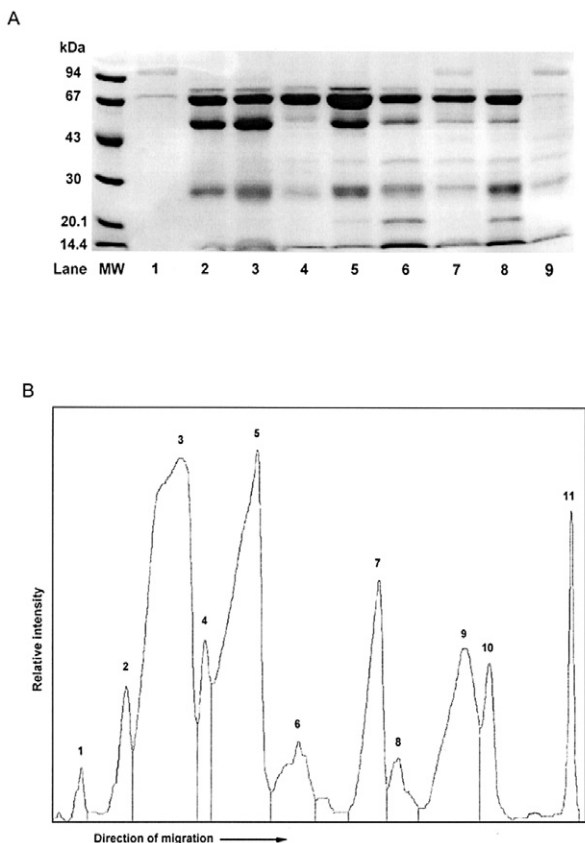 A
kDa
94
67
43
30
20.1
14.4
Lane MW 1 2 3 4 5 6 7 8 9
B
Relative intensity
1
2
3
4
5
6
7
8
9
10
11
Direction of migration